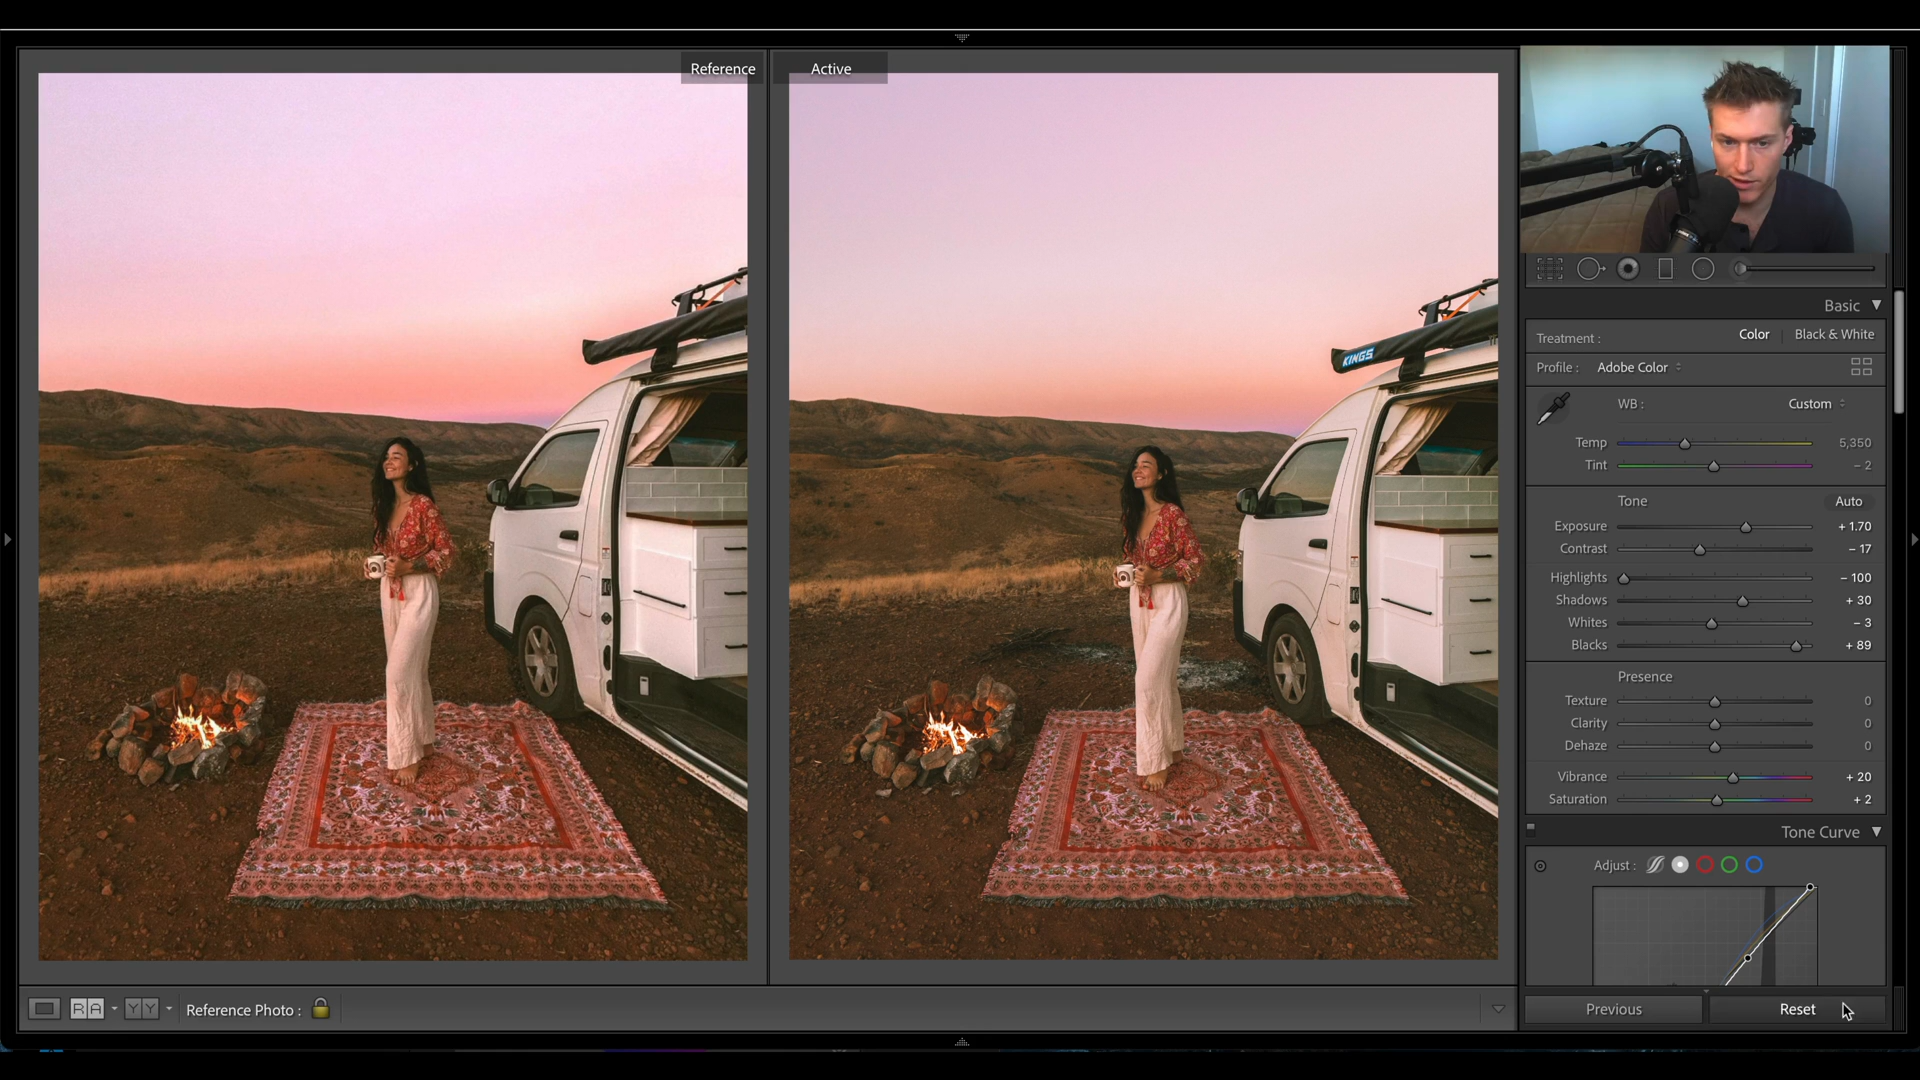 Reference
Active
KINGS
Basic
Treatment :
Color
Black & White
Profile :
Adobe Color
WB :
Custom
Temp
5,350
Tint
– 2
Tone
Auto
Exposure
+ 1.70
Contrast
– 17
Highlights
– 100
Shadows
+ 30
Whites
– 3
Blacks
+ 89
Presence
Texture
0
Clarity
0
Dehaze
0
Vibrance
+ 20
Saturation
+ 2
Tone Curve
Adjust :
R A
Y Y
Reference Photo :
Previous
Reset